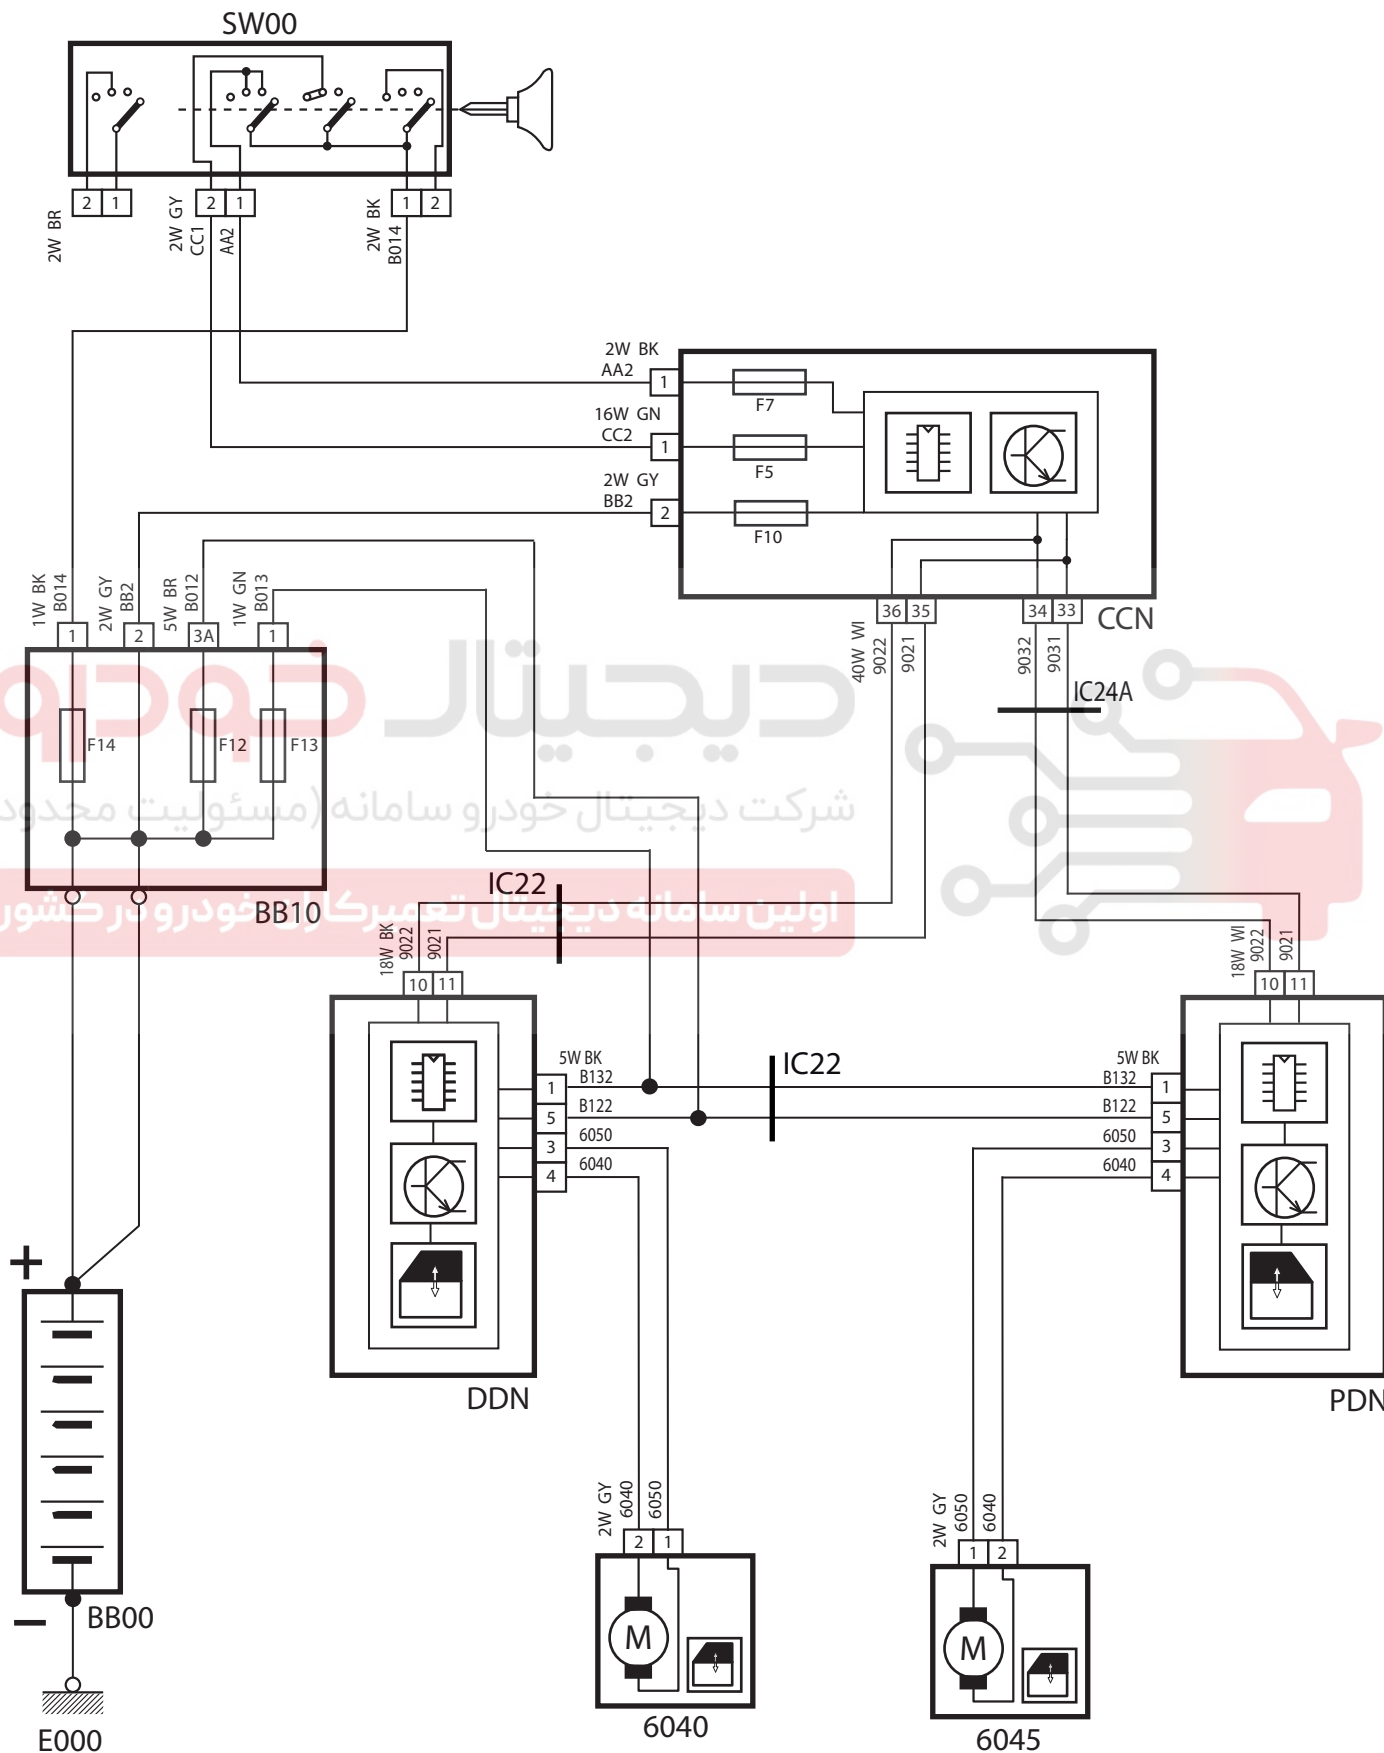 SW00
2 1
2 1
1 2
2W BR
2W GY
CC1
AA2
2W BK
B014
2W BK
AA2
1
F7
16W GN
CC2
1
F5
2W GY
BB2
2
F10
36 35
34 33
CCN
40W WI
9022
9021
9032
9031
IC24A
1W BK
B014
2W GY
BB2
5W BR
B012
1W GN
B013
1
2
3A
1
F14
F12
F13
BB10
دیجیتال خودرو
شرکت دیجیتال خودرو سامانه (مسئولیت محدود
اولین سامانه دیجیتال تعمیرکاران خودرو در کشور
IC22
18W BK
9022
9021
10 11
18W WI
9022
9021
10 11
5W BK
1 B132
5 B122
3 6050
4 6040
IC22
5W BK
B132 1
B122 5
6050 3
6040 4
DDN
PDN
+
−
BB00
E000
2W GY
6040
6050
2 1
M
6040
2W GY
6050
6040
1 2
M
6045